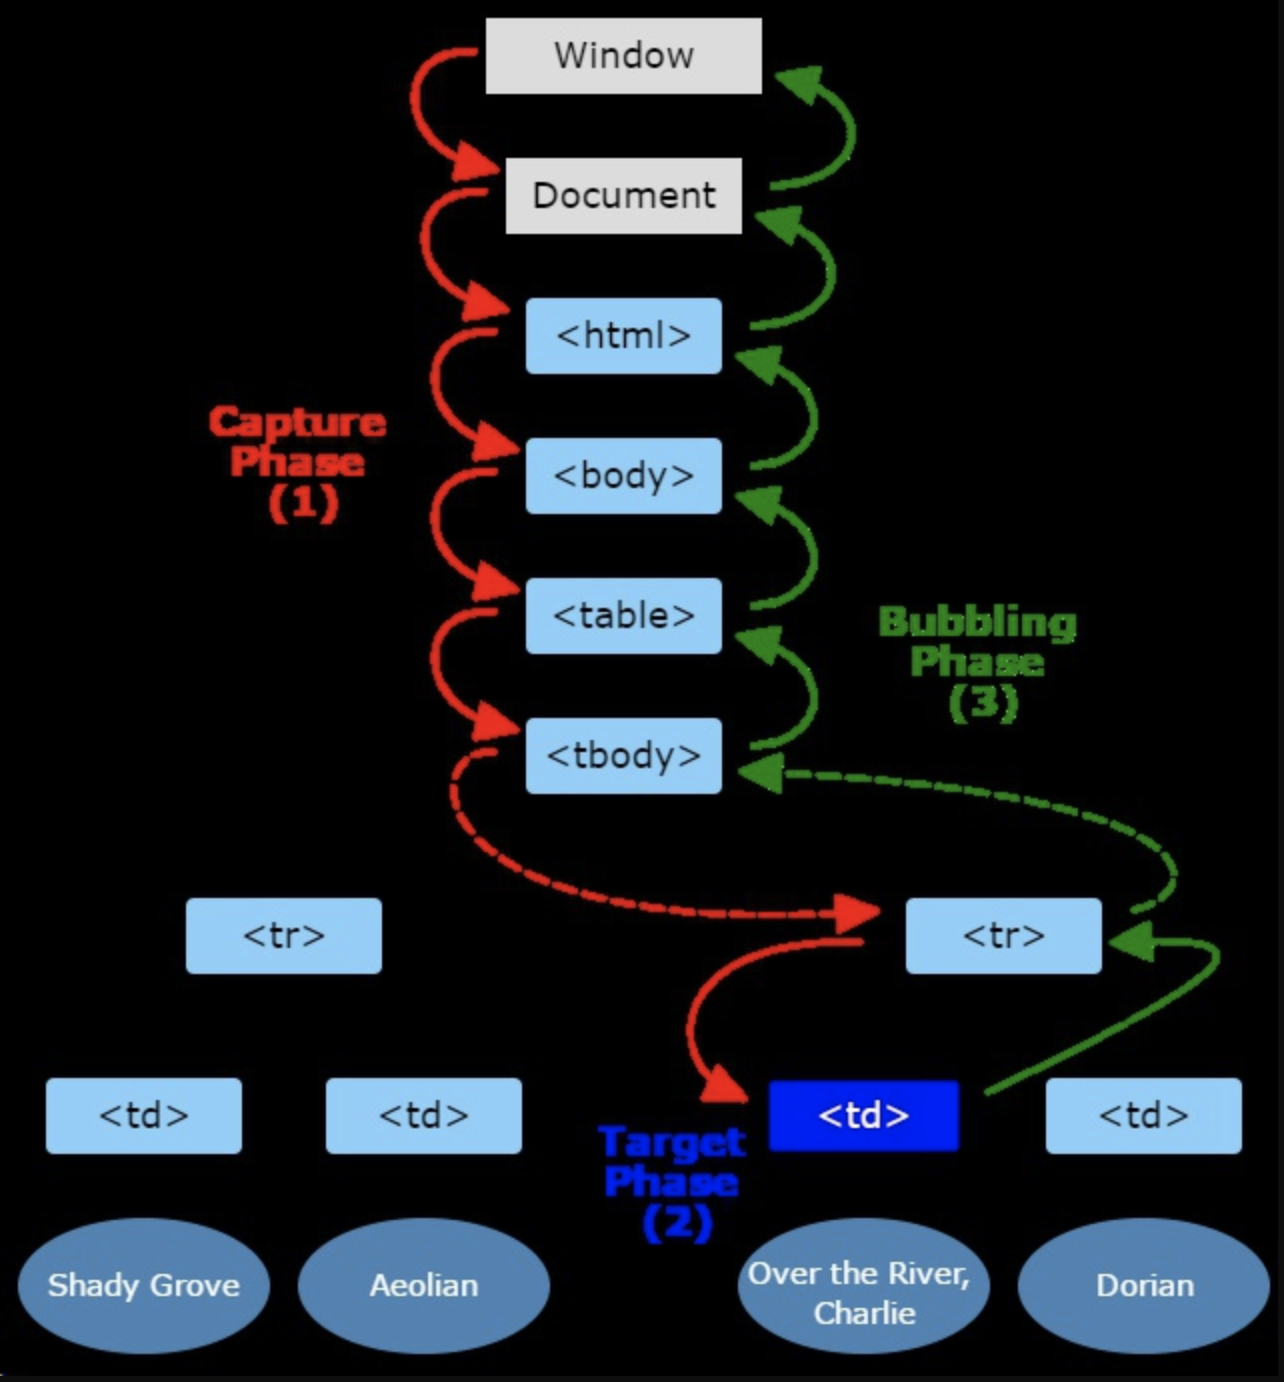 Window
Document
<html>
Capture
Phase
(1)
<body>
<table>
Bubbling
Phase
(3)
<tbody>
<tr>
<tr>
<td>
<td>
<td>
<td>
Target
Phase
(2)
Shady Grove
Aeolian
Over the River,
Charlie
Dorian